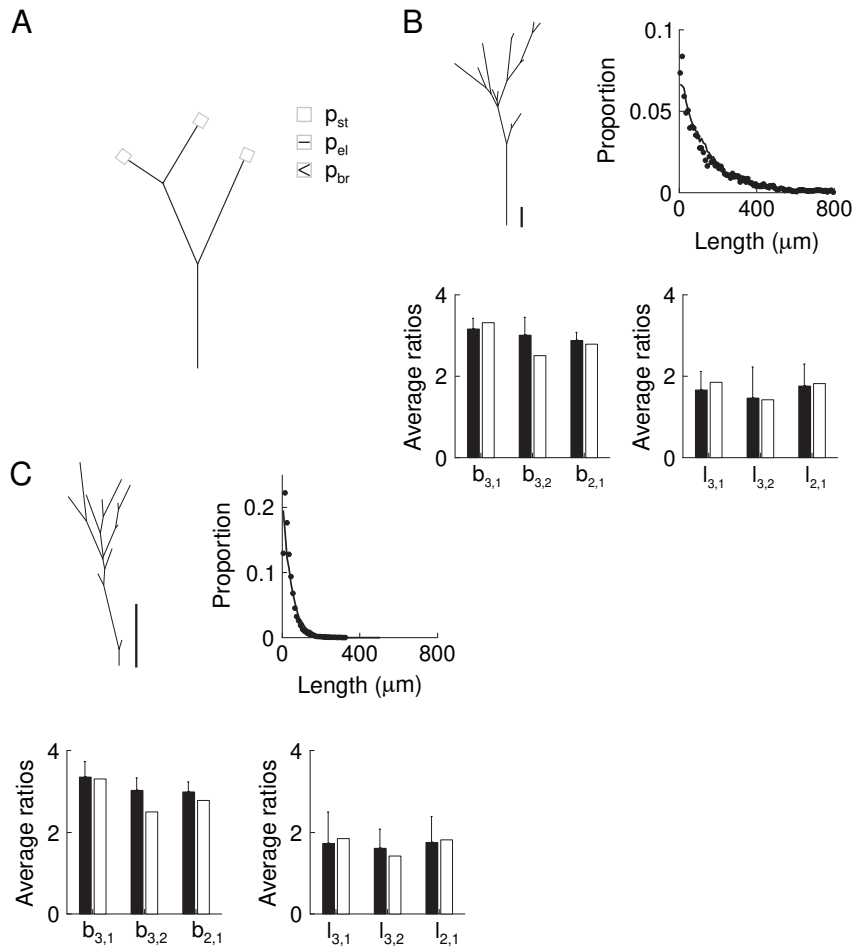 A
p_st
p_el
p_br
B
0.1
0.05
0
Proportion
0 400 800
Length (μm)
4
2
0
Average ratios
b_3,1 b_3,2 b_2,1
4
2
0
Average ratios
l_3,1 l_3,2 l_2,1
C
0.2
0.1
0
Proportion
0 400 800
Length (μm)
4
2
0
Average ratios
b_3,1 b_3,2 b_2,1
4
2
0
Average ratios
l_3,1 l_3,2 l_2,1